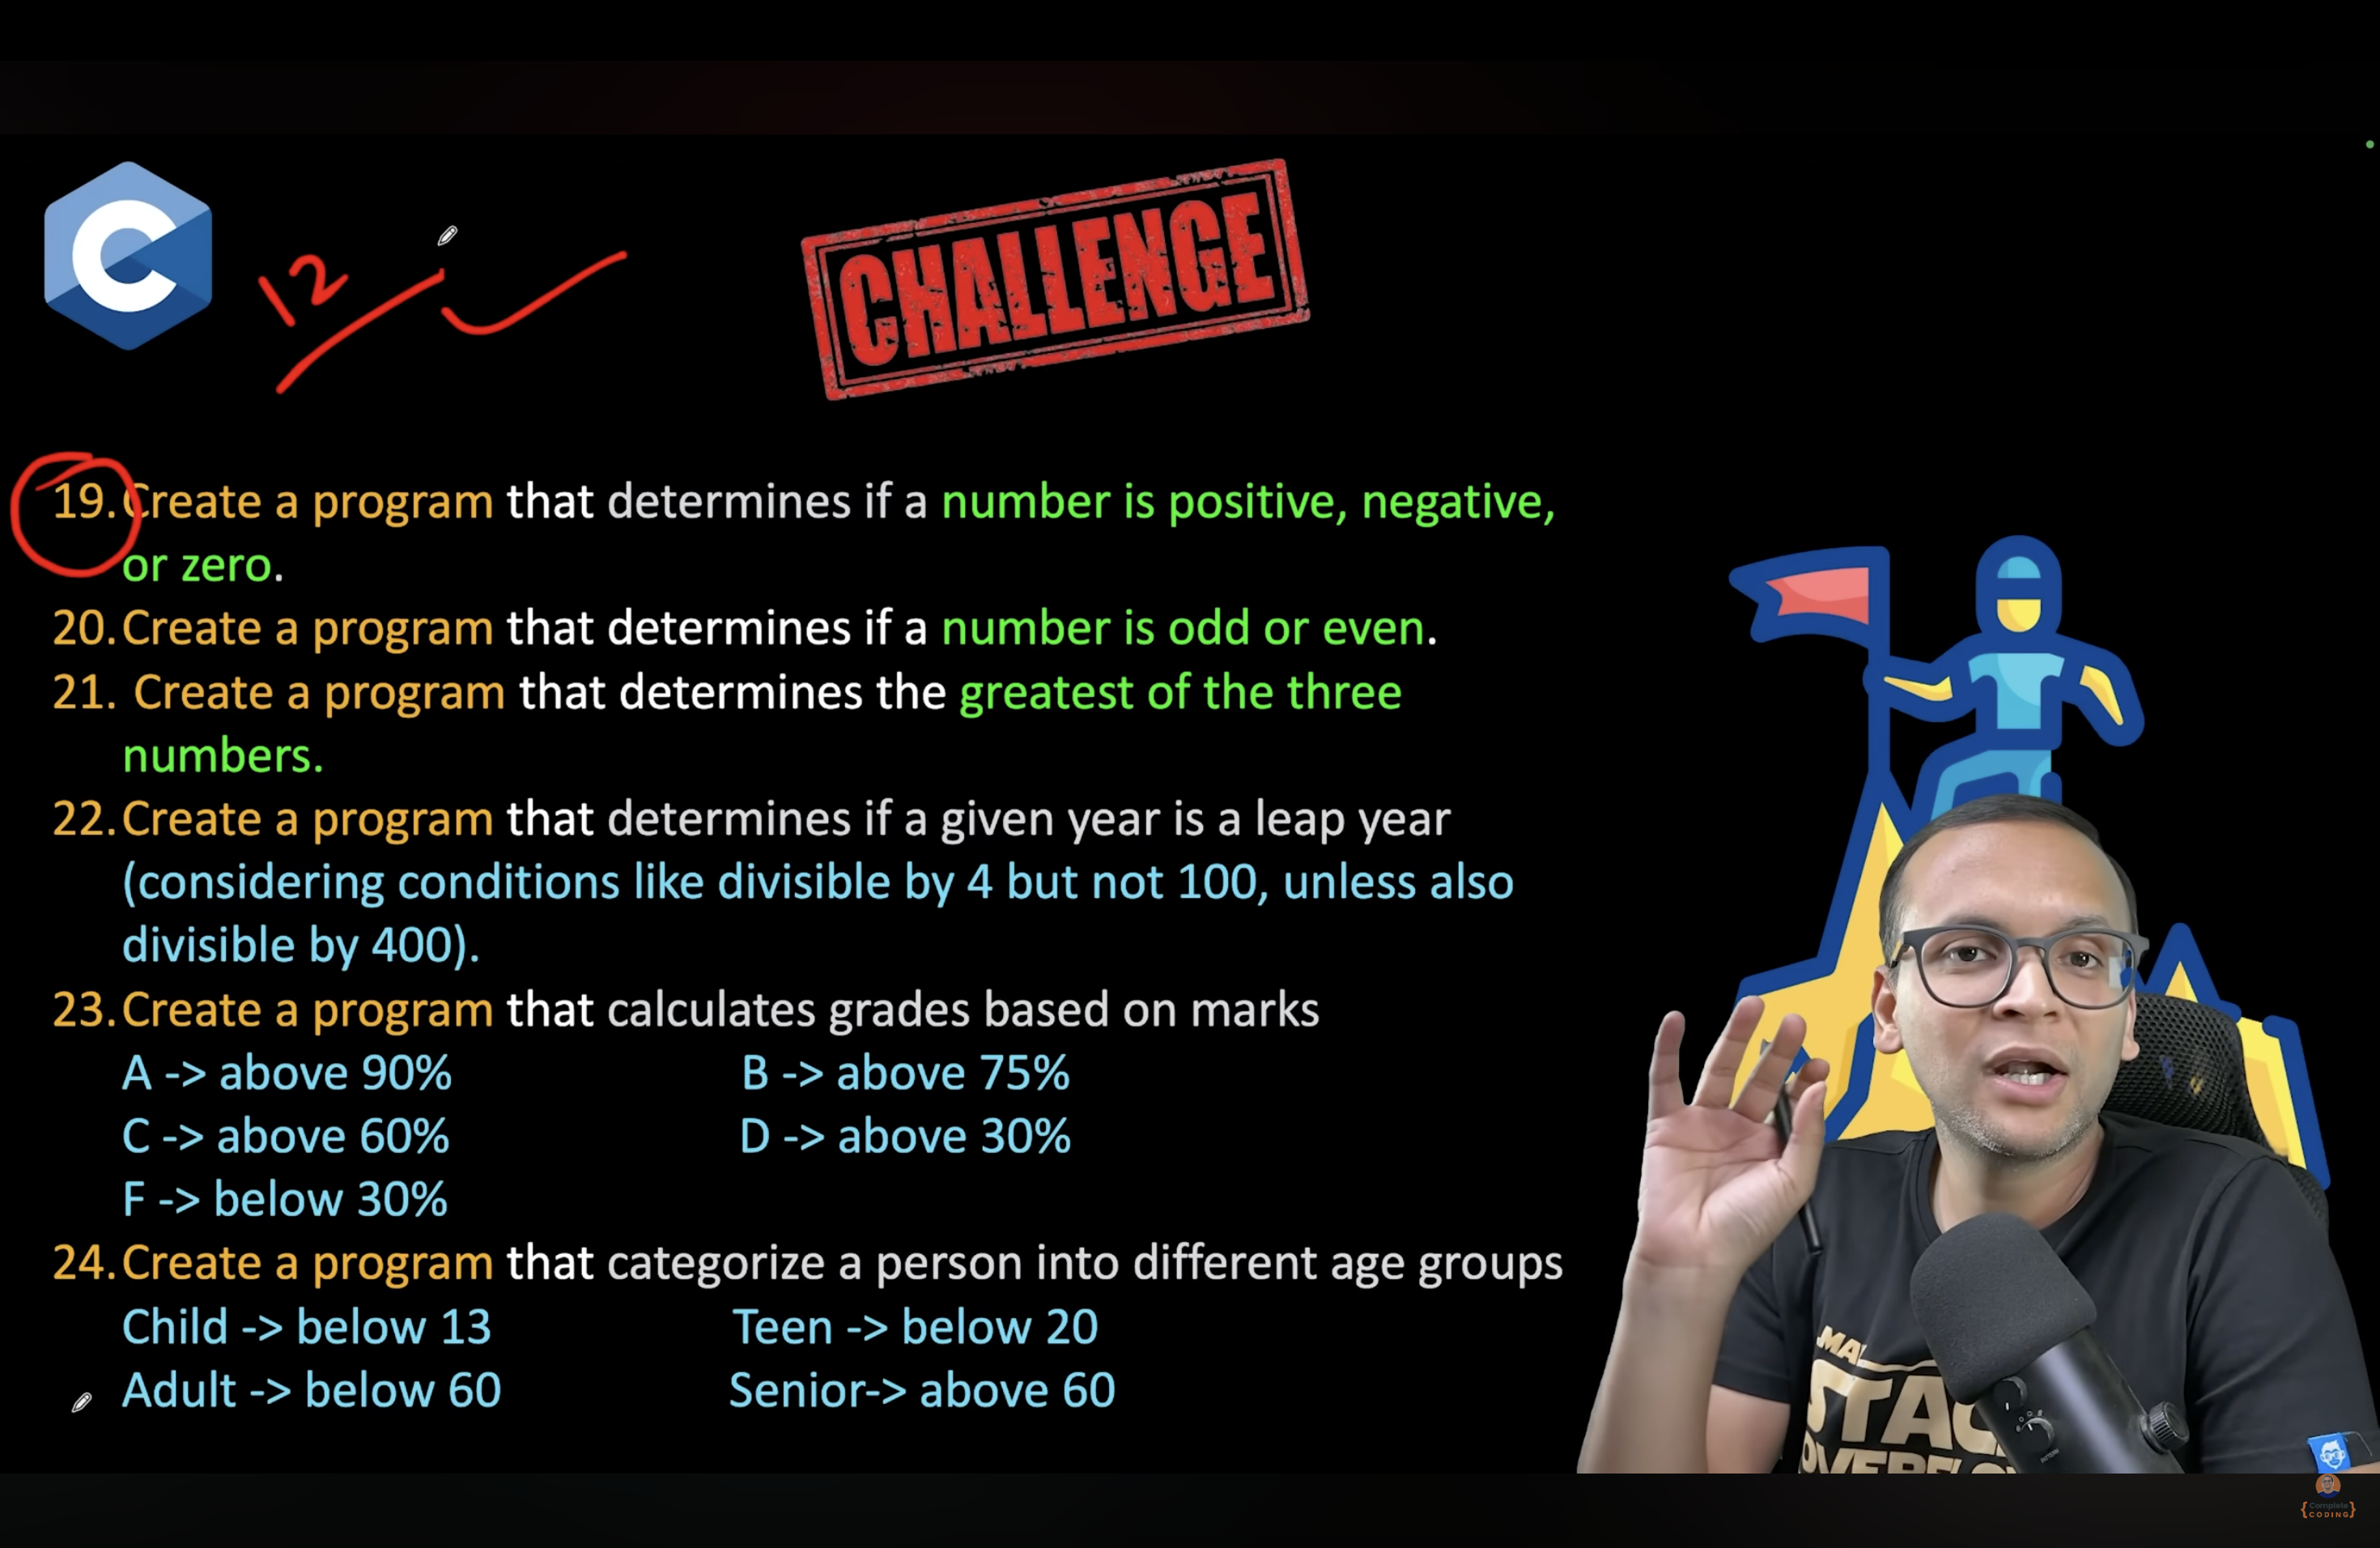 C
12
CHALLENGE
19. Create a program that determines if a number is positive, negative,
or zero.
20. Create a program that determines if a number is odd or even.
21. Create a program that determines the greatest of the three
numbers.
22. Create a program that determines if a given year is a leap year
(considering conditions like divisible by 4 but not 100, unless also
divisible by 400).
23. Create a program that calculates grades based on marks
A -> above 90% B -> above 75%
C -> above 60% D -> above 30%
F -> below 30%
24. Create a program that categorize a person into different age groups
Child -> below 13 Teen -> below 20
Adult -> below 60 Senior-> above 60
{Complete
CODING}